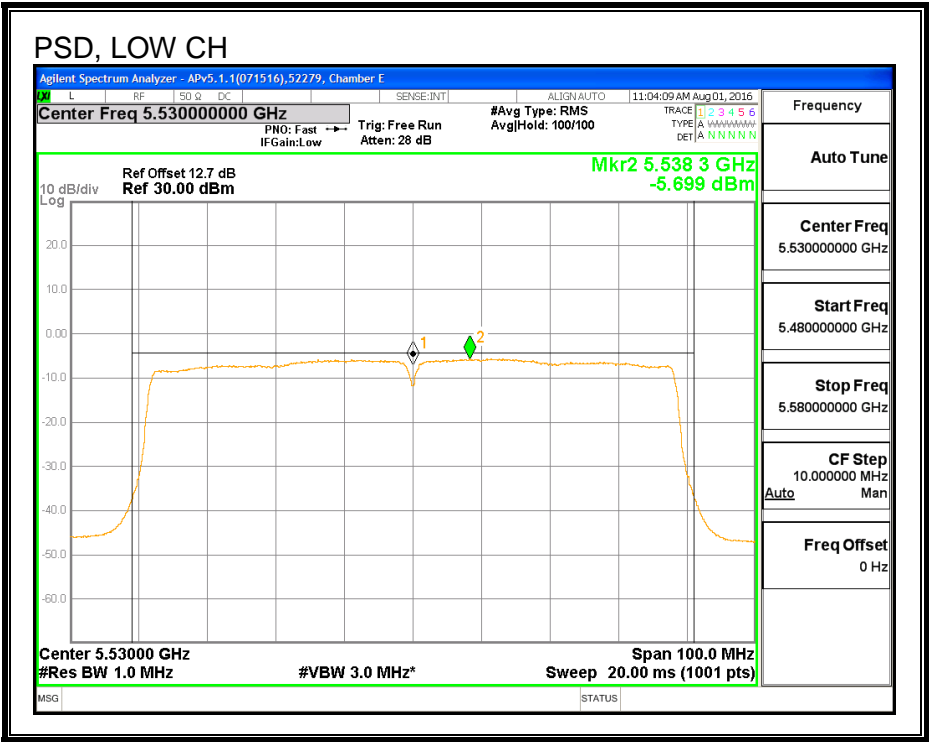 PSD, LOW CH
Agilent Spectrum Analyzer - APv5.1.1(071516),52279, Chamber E
LXI L RF 50 Ω DC SENSE:INT ALIGN AUTO 11:04:09 AM Aug 01, 2016
Center Freq 5.530000000 GHz
PNO: Fast
IFGain:Low
Trig: Free Run
Atten: 28 dB
#Avg Type: RMS
Avg|Hold: 100/100
TRACE 1 2 3 4 5 6
TYPE A WWWWW
DET A N N N N N
Mkr2 5.538 3 GHz
-5.699 dBm
Ref Offset 12.7 dB
10 dB/div Ref 30.00 dBm
Log
20.0
10.0
0.00
1
2
-10.0
-20.0
-30.0
-40.0
-50.0
-60.0
Center 5.53000 GHz Span 100.0 MHz
#Res BW 1.0 MHz #VBW 3.0 MHz* Sweep 20.00 ms (1001 pts)
MSG STATUS
Frequency
Auto Tune
Center Freq
5.530000000 GHz
Start Freq
5.480000000 GHz
Stop Freq
5.580000000 GHz
CF Step
10.000000 MHz
Auto Man
Freq Offset
0 Hz